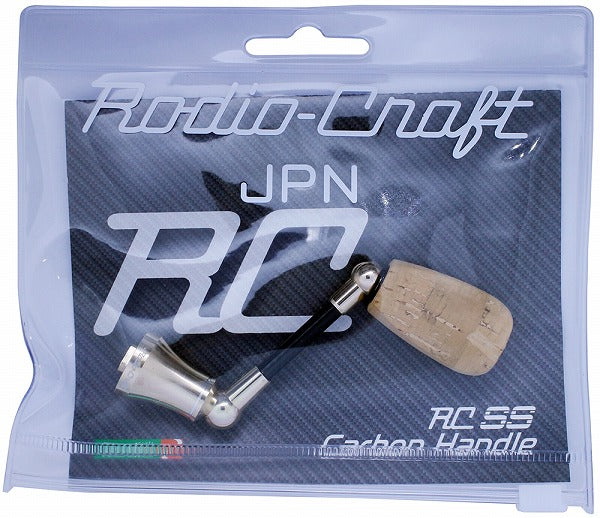 Rodio-Craft
JPN
RC
RC SS
Carbon Handle